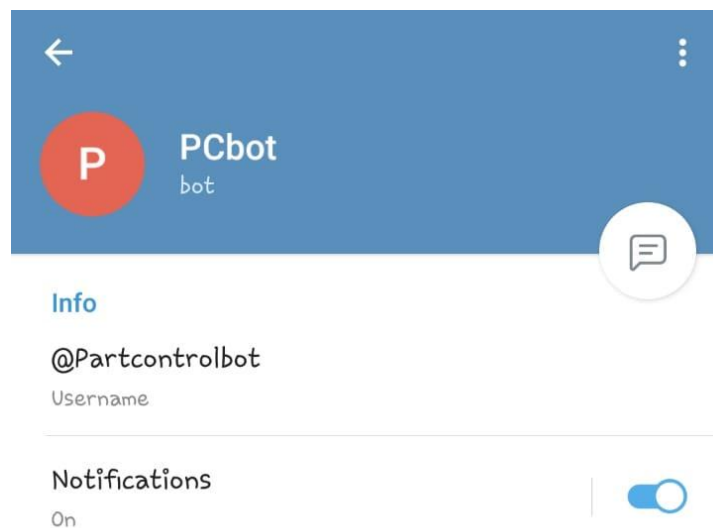 P
PCbot
bot
Info
@Partcontrolbot
Username
Notifications
On